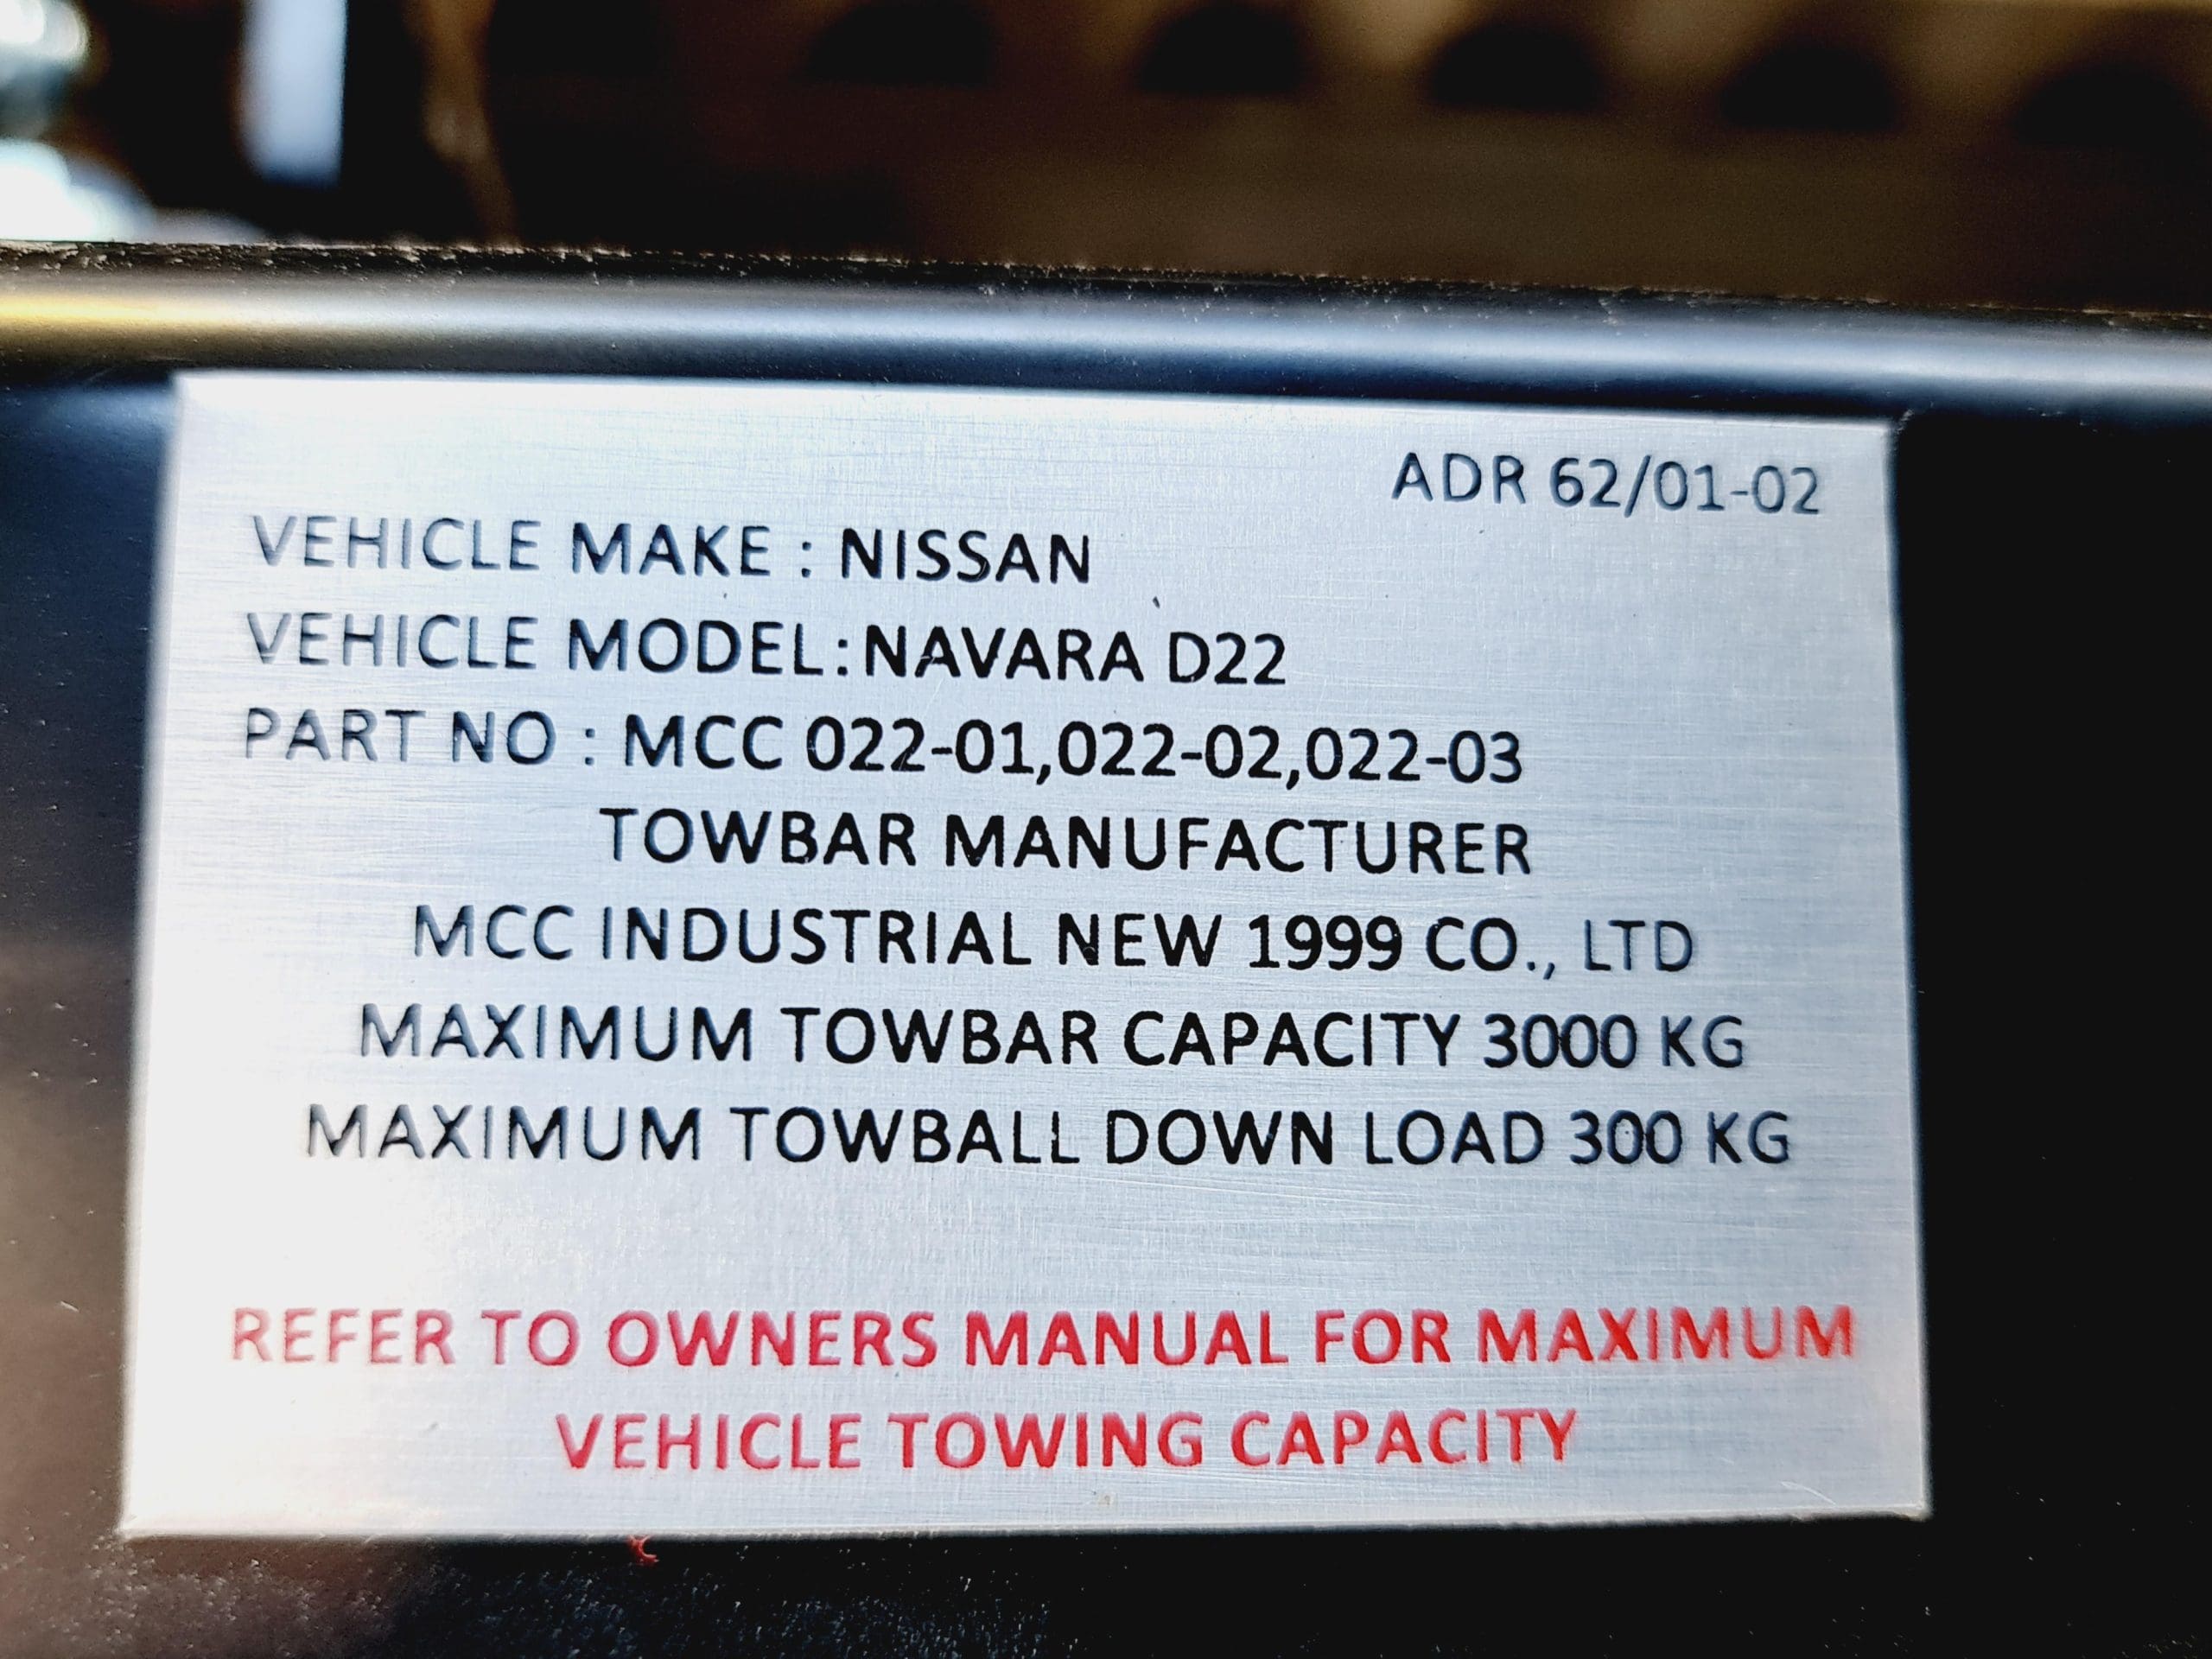 ADR 62/01-02
VEHICLE MAKE : NISSAN
VEHICLE MODEL:NAVARA D22
PART NO : MCC 022-01,022-02,022-03
TOWBAR MANUFACTURER
MCC INDUSTRIAL NEW 1999 CO., LTD
MAXIMUM TOWBAR CAPACITY 3000 KG
MAXIMUM TOWBALL DOWN LOAD 300 KG
REFER TO OWNERS MANUAL FOR MAXIMUM
VEHICLE TOWING CAPACITY